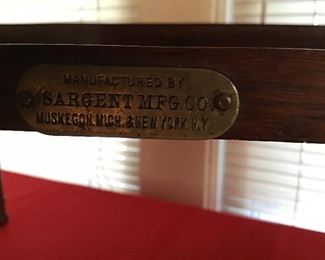 MANUFACTURED BY
SARGENT MFG. CO.
MUSKEGON, MICH. & NEW YORK, N.Y.